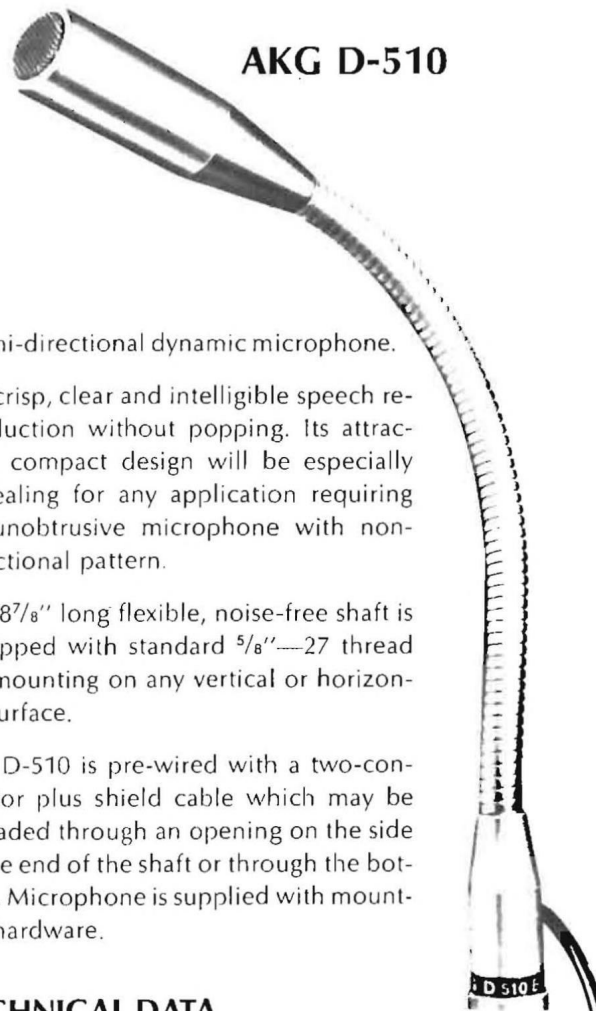 AKG D-510
ni-directional dynamic microphone.
crisp, clear and intelligible speech re-
luction without popping. Its attrac-
compact design will be especially
ealing for any application requiring
unobtrusive microphone with non-
ctional pattern.
8⅞" long flexible, noise-free shaft is
ipped with standard ⅝"—27 thread
mounting on any vertical or horizon-
urface.
D-510 is pre-wired with a two-con-
or plus shield cable which may be
aded through an opening on the side
e end of the shaft or through the bot-
. Microphone is supplied with mount-
hardware.
CHNICAL DATA
D 510 E